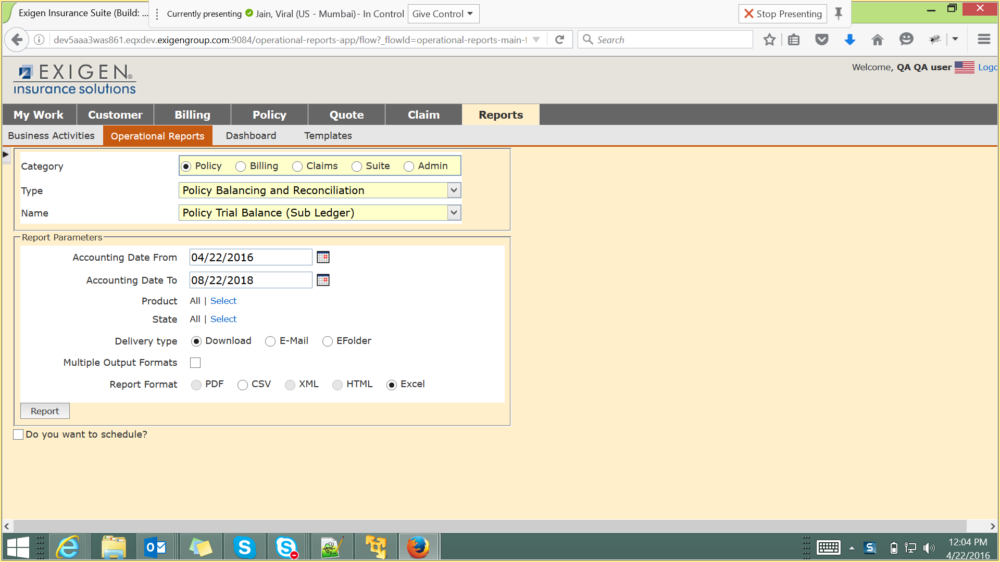 Exigen Insurance Suite (Build: ...
Currently presenting Jain, Viral (US - Mumbai) - In Control Give Control
Stop Presenting
dev5aaa3was861.eqxdev.exigengroup.com:9084/operational-reports-app/flow?_flowId=operational-reports-main-f
Search
EXIGEN®
insurance solutions
Welcome, QA QA user Logo
My Work Customer Billing Policy Quote Claim Reports
Business Activities Operational Reports Dashboard Templates
Category Policy Billing Claims Suite Admin
Type Policy Balancing and Reconciliation
Name Policy Trial Balance (Sub Ledger)
Report Parameters
Accounting Date From 04/22/2016
Accounting Date To 08/22/2018
Product All | Select
State All | Select
Delivery type Download E-Mail EFolder
Multiple Output Formats
Report Format PDF CSV XML HTML Excel
Report
Do you want to schedule?
12:04 PM
4/22/2016